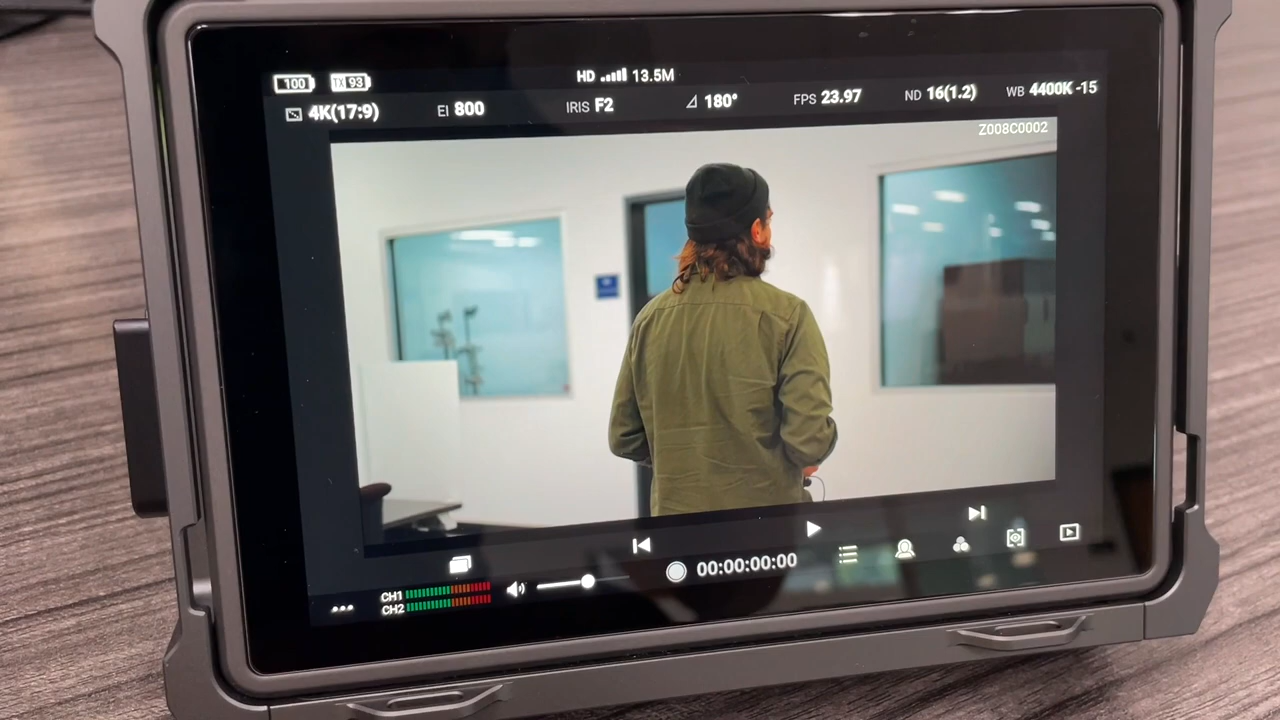 100 TX 93 HD 13.5M
4K(17:9) EI 800 IRIS F2 180° FPS 23.97 ND 16(1.2) WB 4400K -15
Z008C0002
00:00:00:00
CH1
CH2